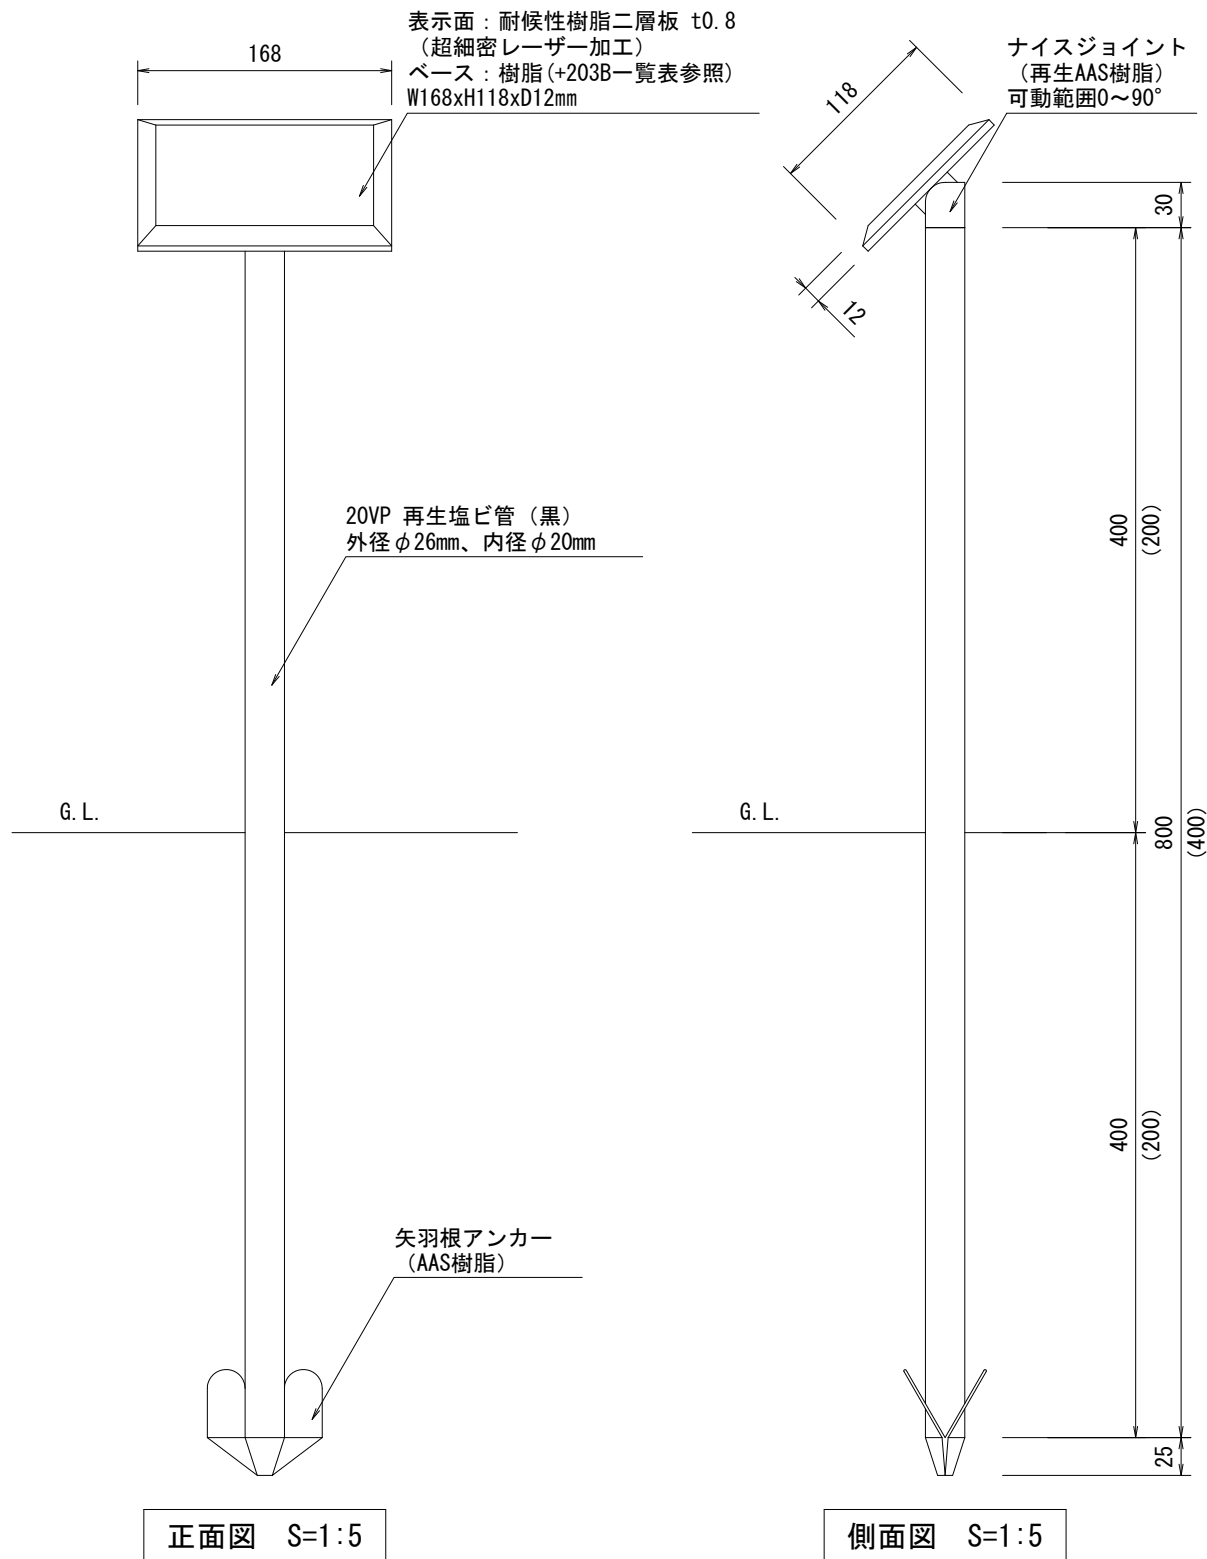 表示面：耐候性樹脂二層板 t0.8
（超細密レーザー加工）
ベース：樹脂(+203B一覧表参照)
W168xH118xD12mm
168
ナイスジョイント
（再生AAS樹脂）
可動範囲0～90°
118
12
30
20VP 再生塩ビ管（黒）
外径φ26mm、内径φ20mm
400
(200)
G.L.
G.L.
800
(400)
400
(200)
矢羽根アンカー
（AAS樹脂）
25
正面図 S=1:5
側面図 S=1:5